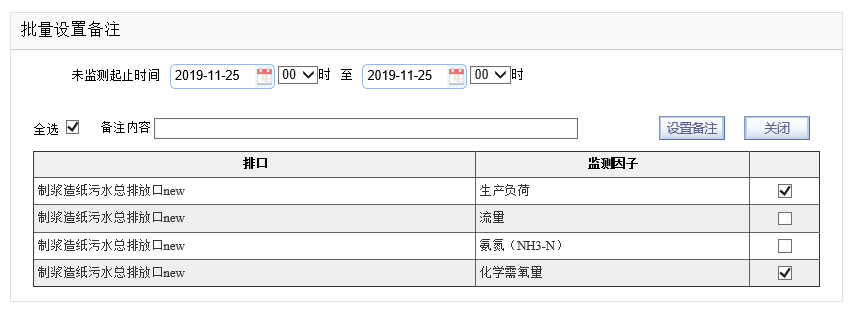 批量设置备注
未监测起止时间 2019-11-25 00 时 至 2019-11-25 00 时
全选 备注内容 设置备注 关闭
排口 监测因子
制浆造纸污水总排放口new 生产负荷
制浆造纸污水总排放口new 流量
制浆造纸污水总排放口new 氨氮（NH3-N）
制浆造纸污水总排放口new 化学需氧量